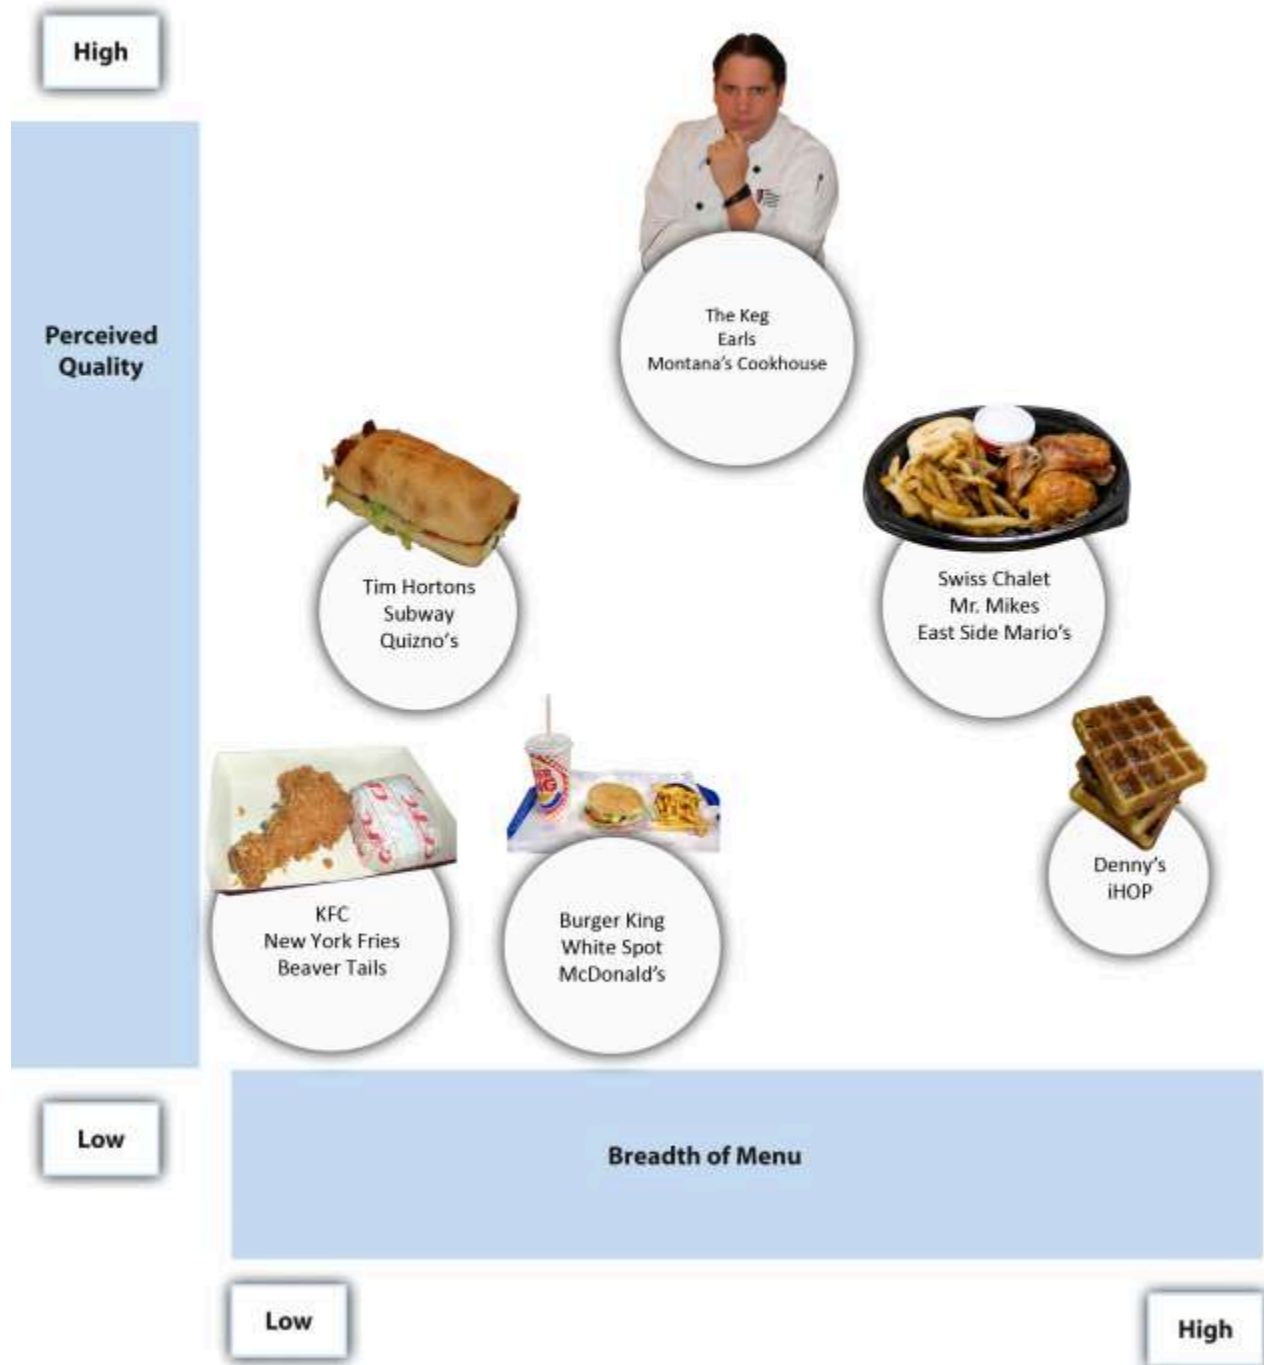 High
Perceived
Quality
The Keg
Earls
Montana's Cookhouse
Tim Hortons
Subway
Quizno's
Swiss Chalet
Mr. Mikes
East Side Mario's
KFC
New York Fries
Beaver Tails
Burger King
White Spot
McDonald's
Denny's
iHOP
Low
Breadth of Menu
Low
High